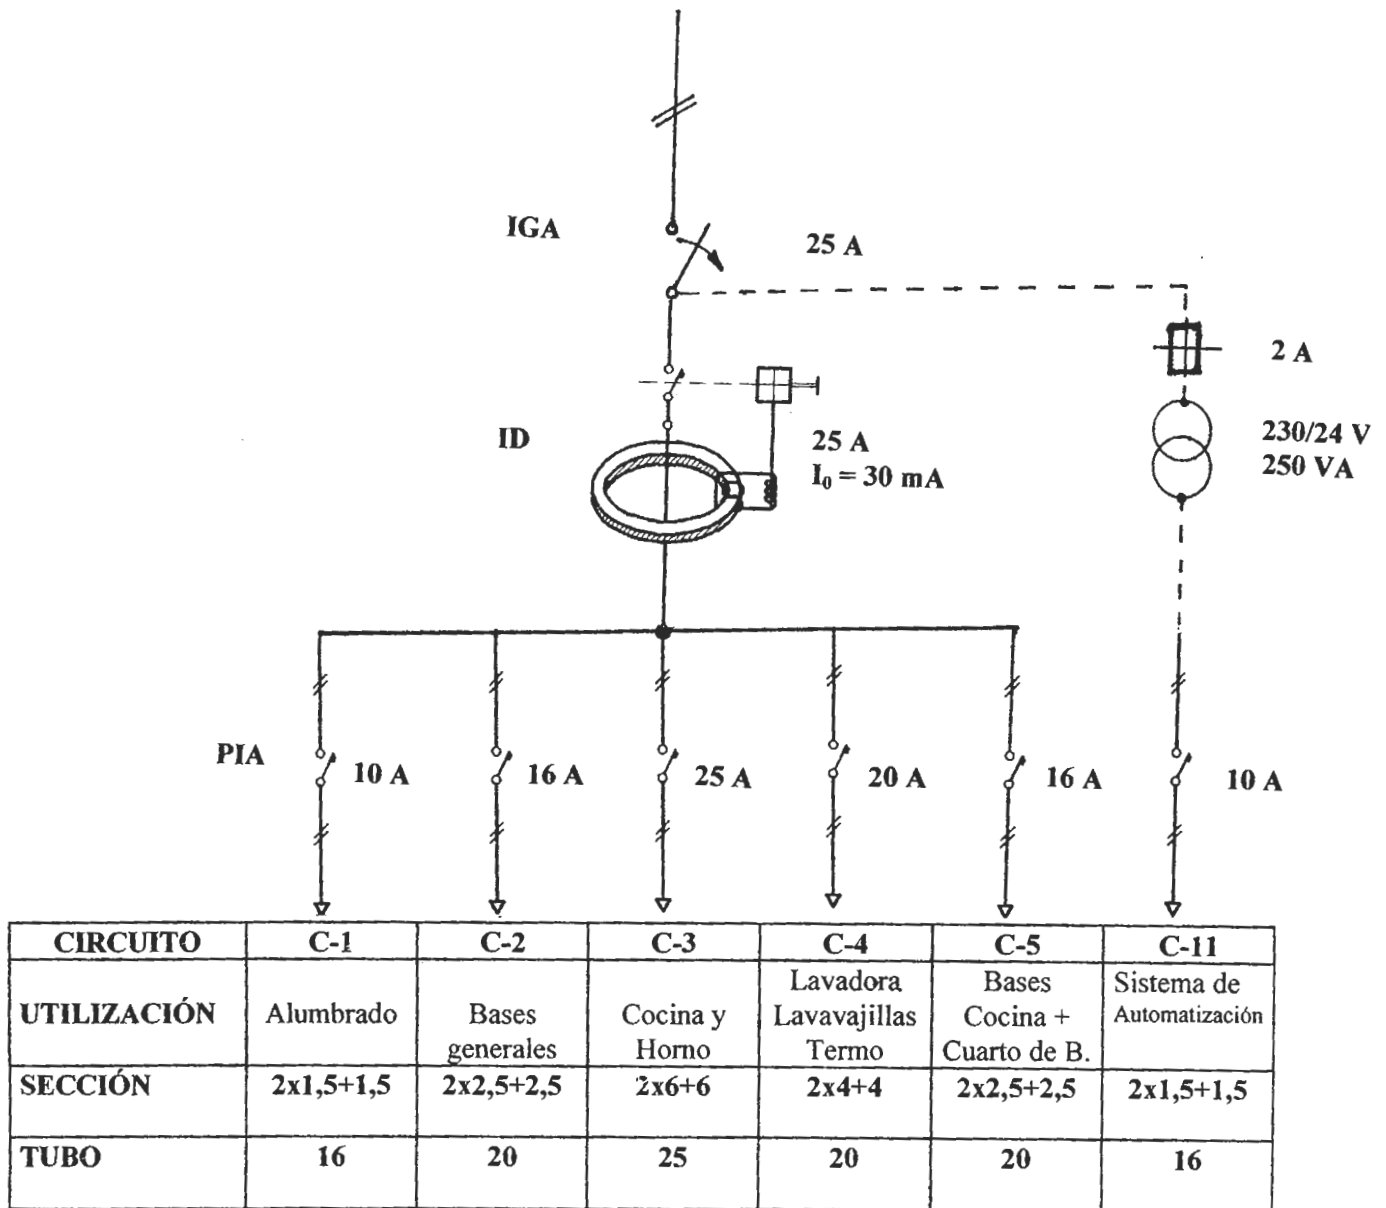 IGA
25 A
2 A
ID
25 A
I₀ = 30 mA
230/24 V
250 VA
PIA
10 A
16 A
25 A
20 A
16 A
10 A
CIRCUITO
C-1
C-2
C-3
C-4
C-5
C-11
UTILIZACIÓN
Alumbrado
Bases
generales
Cocina y
Horno
Lavadora
Lavavajillas
Termo
Bases
Cocina +
Cuarto de B.
Sistema de
Automatización
SECCIÓN
2x1,5+1,5
2x2,5+2,5
2x6+6
2x4+4
2x2,5+2,5
2x1,5+1,5
TUBO
16
20
25
20
20
16